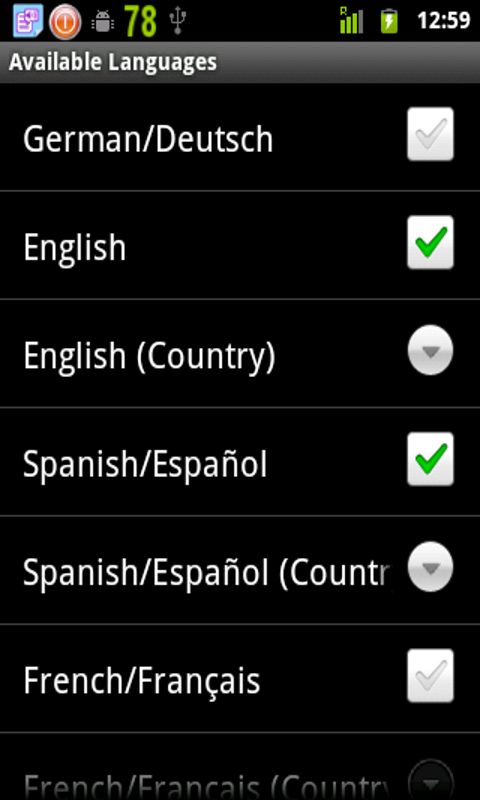 78 R 12:59
Available Languages
German/Deutsch
English
English (Country)
Spanish/Español
Spanish/Español (Countr
French/Français
French/Français (Country